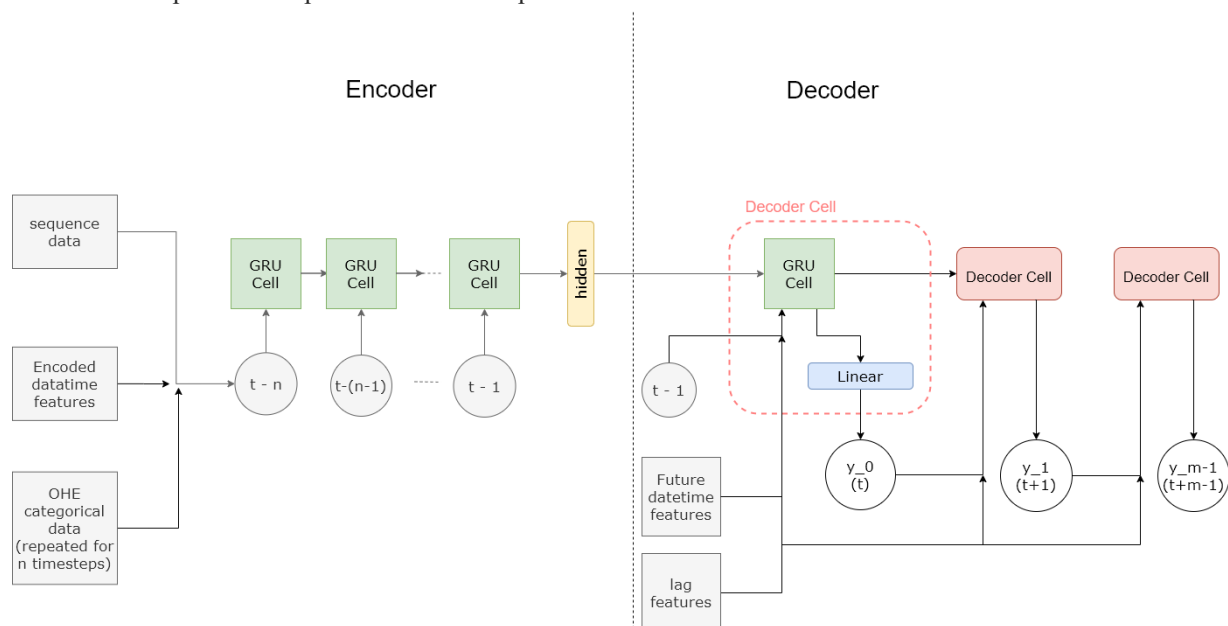 Encoder
Decoder
sequence
data
Encoded
datatime
features
OHE
categorical
data
(repeated for
n timesteps)
GRU
Cell
GRU
Cell
GRU
Cell
t - n
t-(n-1)
t - 1
hidden
Decoder Cell
GRU
Cell
Linear
t - 1
Future
datetime
features
lag
features
y_0
(t)
Decoder Cell
y_1
(t+1)
Decoder Cell
y_m-1
(t+m-1)